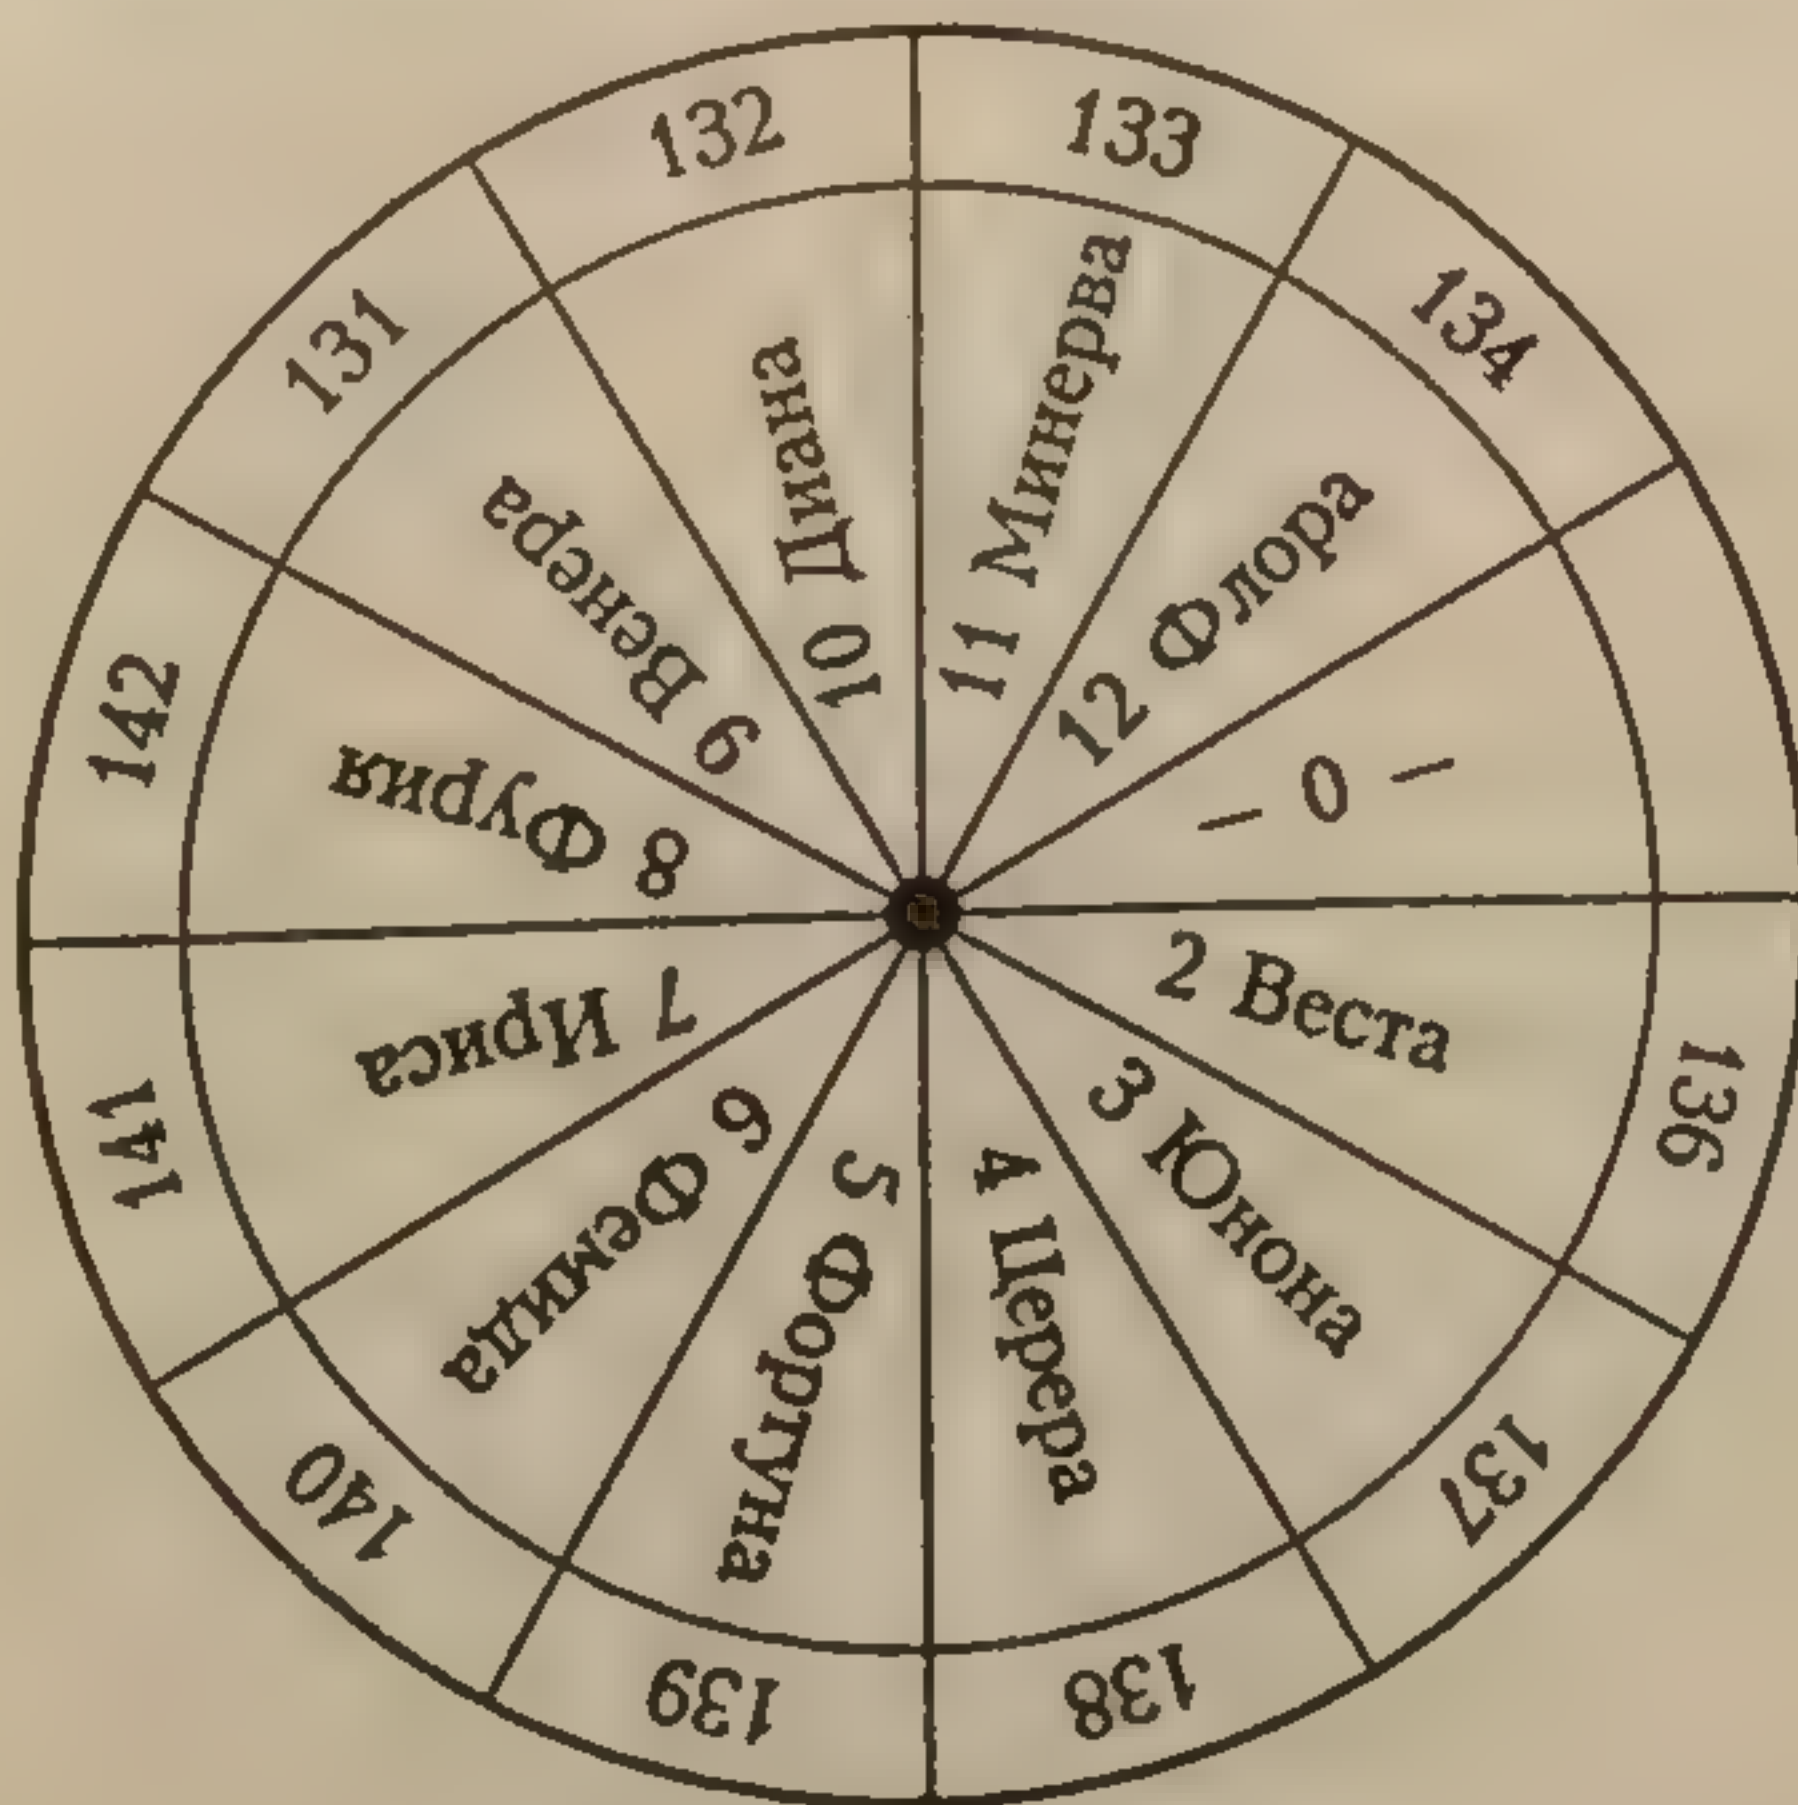 131
132
133
134
136
137
138
139
140
141
142
— 0 —
2 Веста
3 Юнона
4 Церера
5 Фортуна
6 Фемида
7 Ириса
8 Фурия
9 Венера
10 Диана
11 Минерва
12 Флора